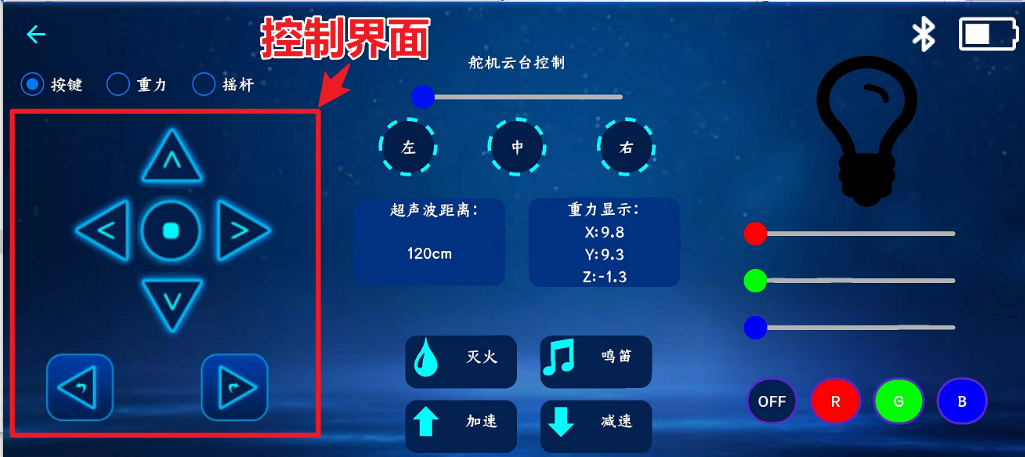 控制界面
舵机云台控制
按键 重力 摇杆
左 中 右
超声波距离:
120cm
重力显示:
X:9.8
Y:9.3
Z:-1.3
灭火 鸣笛
加速 减速
OFF R G B